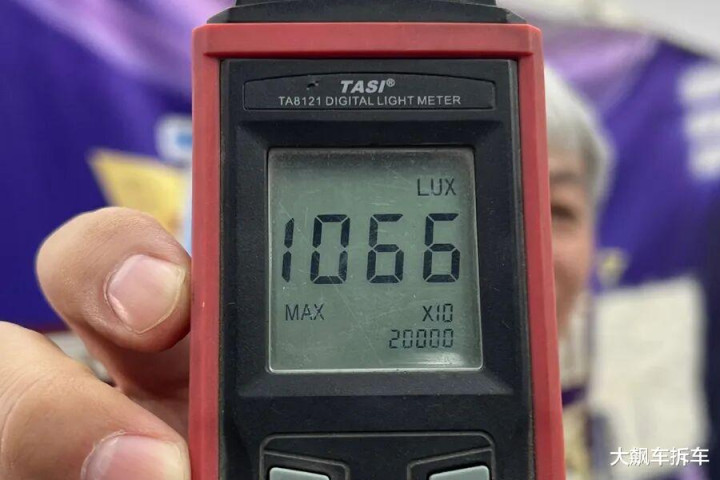 TASI®
TA8121 DIGITAL LIGHT METER
LUX
1066
MAX X10
20000
大飙车拆车